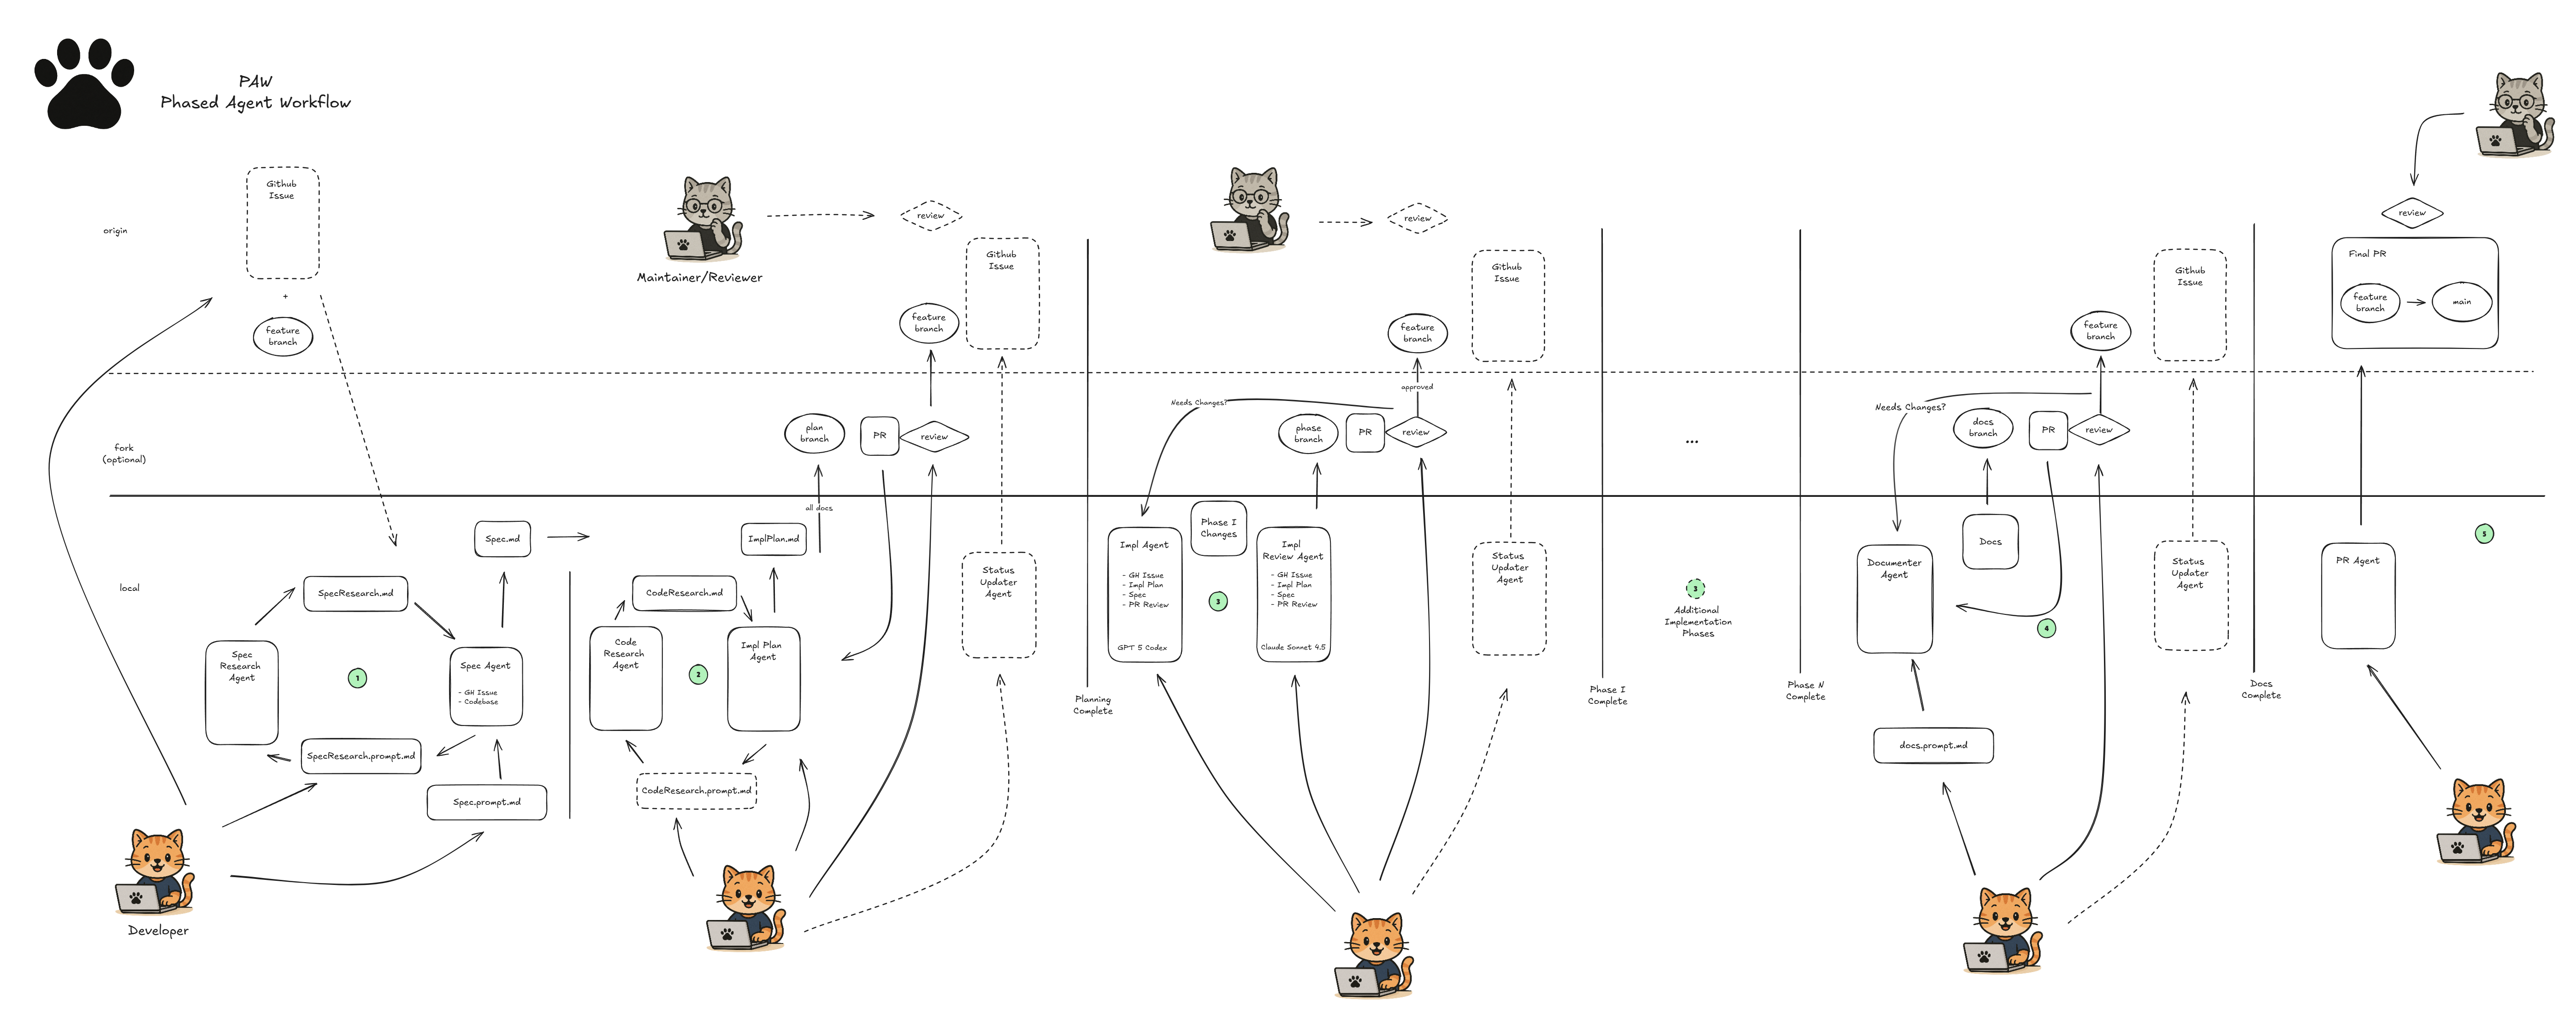 PAW
Phased Agent Workflow
origin
fork
(optional)
local
Github
Issue
+
feature
branch
Spec.md
SpecResearch.md
Spec
Research
Agent
1
Spec Agent
- GH Issue
- Codebase
SpecResearch.prompt.md
Spec.prompt.md
Developer
Maintainer/Reviewer
review
Github
Issue
feature
branch
plan
branch
PR
review
all docs
ImplPlan.md
CodeResearch.md
Code
Research
Agent
2
Impl Plan
Agent
CodeResearch.prompt.md
Status
Updater
Agent
Planning
Complete
review
Github
Issue
feature
branch
approved
Needs Changes?
phase
branch
PR
review
Impl Agent
- GH Issue
- Impl Plan
- Spec
- PR Review
GPT 5 Codex
Phase I
Changes
3
Impl
Review Agent
- GH Issue
- Impl Plan
- Spec
- PR Review
Claude Sonnet 4.5
Status
Updater
Agent
Phase I
Complete
...
3
Additional
Implementation
Phases
Phase N
Complete
Github
Issue
feature
branch
Needs Changes?
docs
branch
PR
review
Docs
Documenter
Agent
4
docs.prompt.md
Status
Updater
Agent
Docs
Complete
review
Final PR
feature
branch
main
5
PR Agent